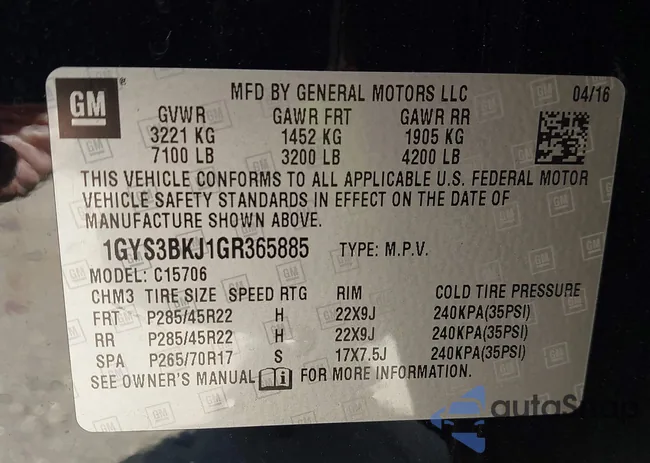 GM
MFD BY GENERAL MOTORS LLC 04/16
GVWR GAWR FRT GAWR RR
3221 KG 1452 KG 1905 KG
7100 LB 3200 LB 4200 LB
THIS VEHICLE CONFORMS TO ALL APPLICABLE U.S. FEDERAL MOTOR
VEHICLE SAFETY STANDARDS IN EFFECT ON THE DATE OF
MANUFACTURE SHOWN ABOVE.
1GYS3BKJ1GR365885 TYPE: M.P.V.
MODEL: C15706
CHM3 TIRE SIZE SPEED RTG RIM COLD TIRE PRESSURE
FRT P285/45R22 H 22X9J 240KPA(35PSI)
RR P285/45R22 H 22X9J 240KPA(35PSI)
SPA P265/70R17 S 17X7.5J 240KPA(35PSI)
SEE OWNER'S MANUAL FOR MORE INFORMATION.